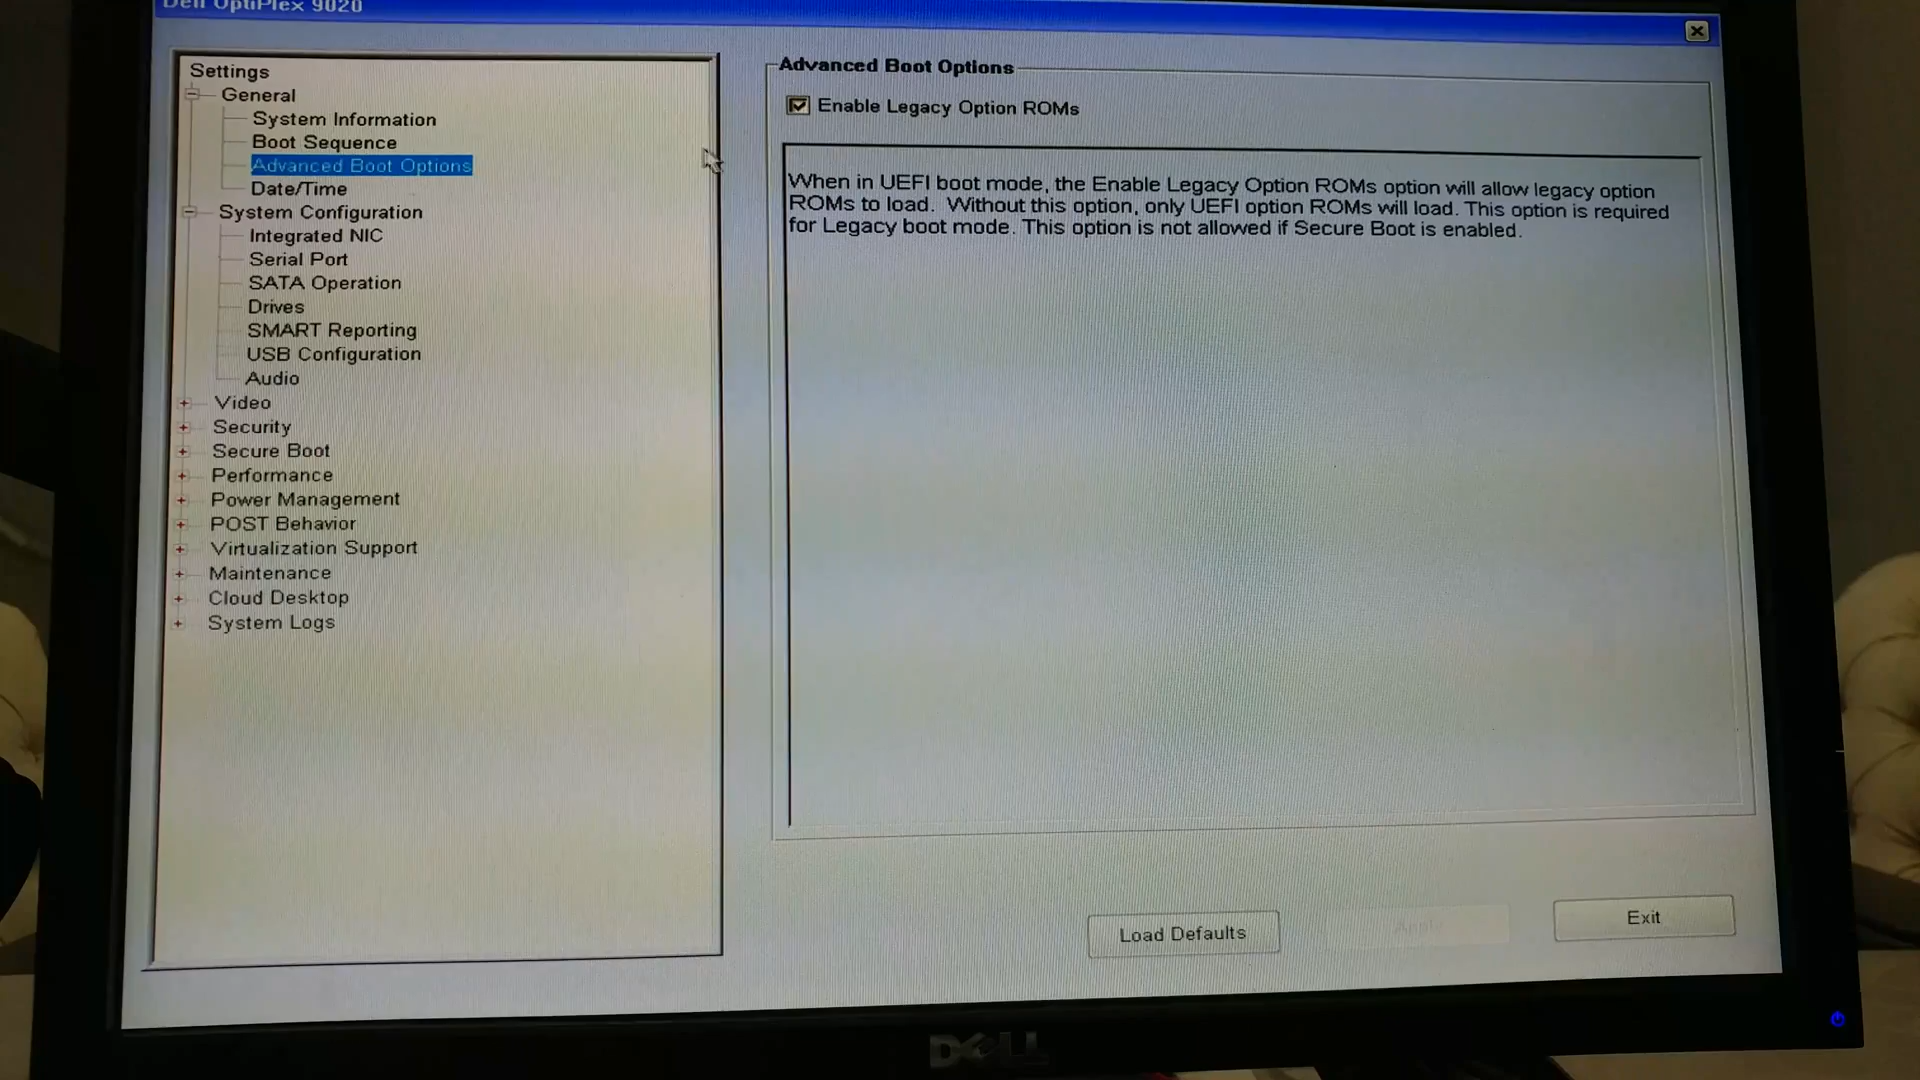 Dell OptiPlex 9020
Settings
General
System Information
Boot Sequence
Advanced Boot Options
Date/Time
System Configuration
Integrated NIC
Serial Port
SATA Operation
Drives
SMART Reporting
USB Configuration
Audio
Video
Security
Secure Boot
Performance
Power Management
POST Behavior
Virtualization Support
Maintenance
Cloud Desktop
System Logs
Advanced Boot Options
Enable Legacy Option ROMs
When in UEFI boot mode, the Enable Legacy Option ROMs option will allow legacy option
ROMs to load. Without this option, only UEFI option ROMs will load. This option is required
for Legacy boot mode. This option is not allowed if Secure Boot is enabled.
Load Defaults
Apply
Exit
DELL